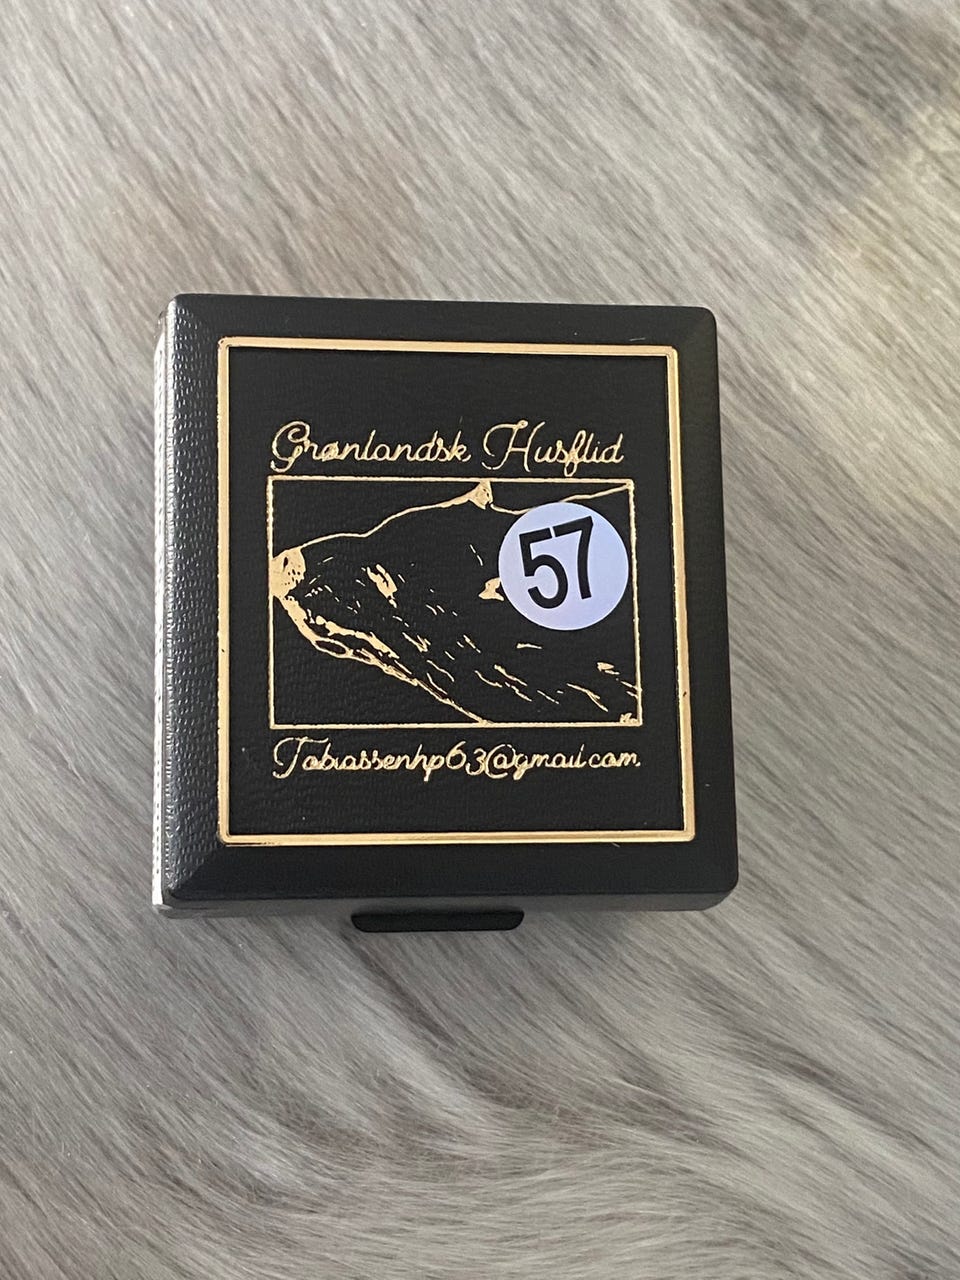 Grønlandsk Husflid
57
Tobiassenhp63@gmail.com